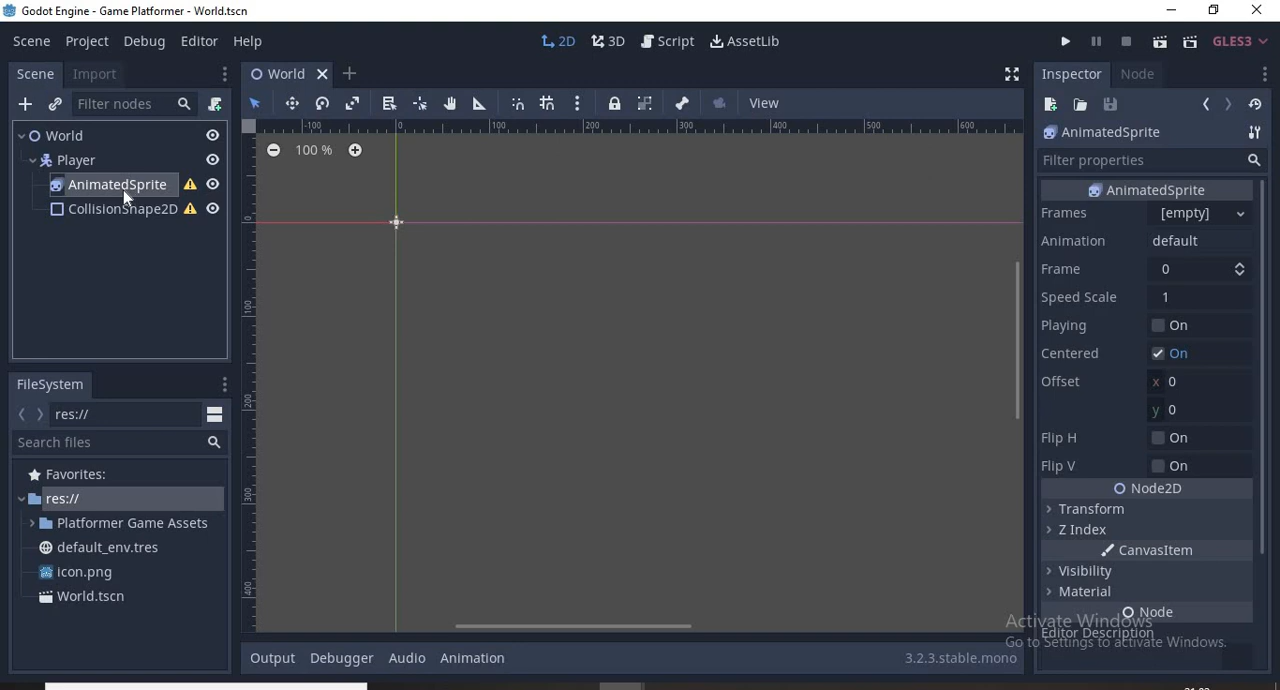 Godot Engine - Game Platformer - World.tscn
Scene Project Debug Editor Help
2D 3D Script AssetLib
GLES3
Scene Import
World
Inspector Node
Filter nodes
View
World
Player
AnimatedSprite
CollisionShape2D
-100 0 100 200 300 400 500 600
100 %
0
100
200
300
400
FileSystem
res://
Search files
Favorites:
res://
Platformer Game Assets
default_env.tres
icon.png
World.tscn
AnimatedSprite
Filter properties
AnimatedSprite
Frames [empty]
Animation default
Frame 0
Speed Scale 1
Playing On
Centered On
Offset x 0
y 0
Flip H On
Flip V On
Node2D
Transform
Z Index
CanvasItem
Visibility
Material
Node
Editor Description
Activate Windows
Go to Settings to activate Windows.
Output Debugger Audio Animation
3.2.3.stable.mono